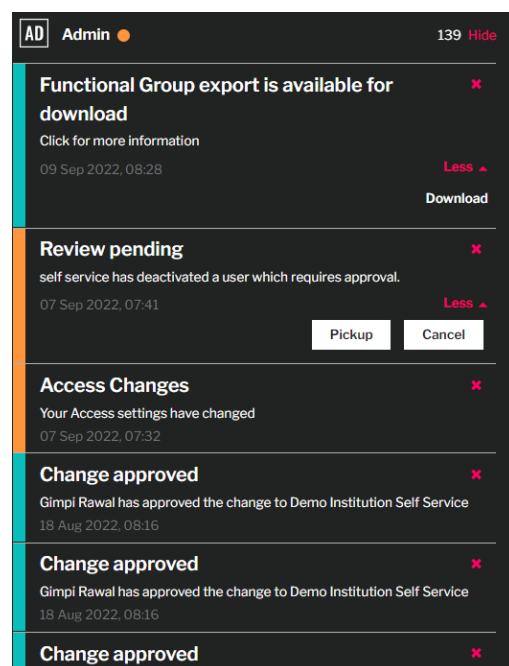 AD Admin 139 Hide
Functional Group export is available for
download
Click for more information
09 Sep 2022, 08:28 Less
Download
Review pending
self service has deactivated a user which requires approval.
07 Sep 2022, 07:41 Less
Pickup Cancel
Access Changes
Your Access settings have changed
07 Sep 2022, 07:32
Change approved
Gimpi Rawal has approved the change to Demo Institution Self Service
18 Aug 2022, 08:16
Change approved
Gimpi Rawal has approved the change to Demo Institution Self Service
18 Aug 2022, 08:16
Change approved